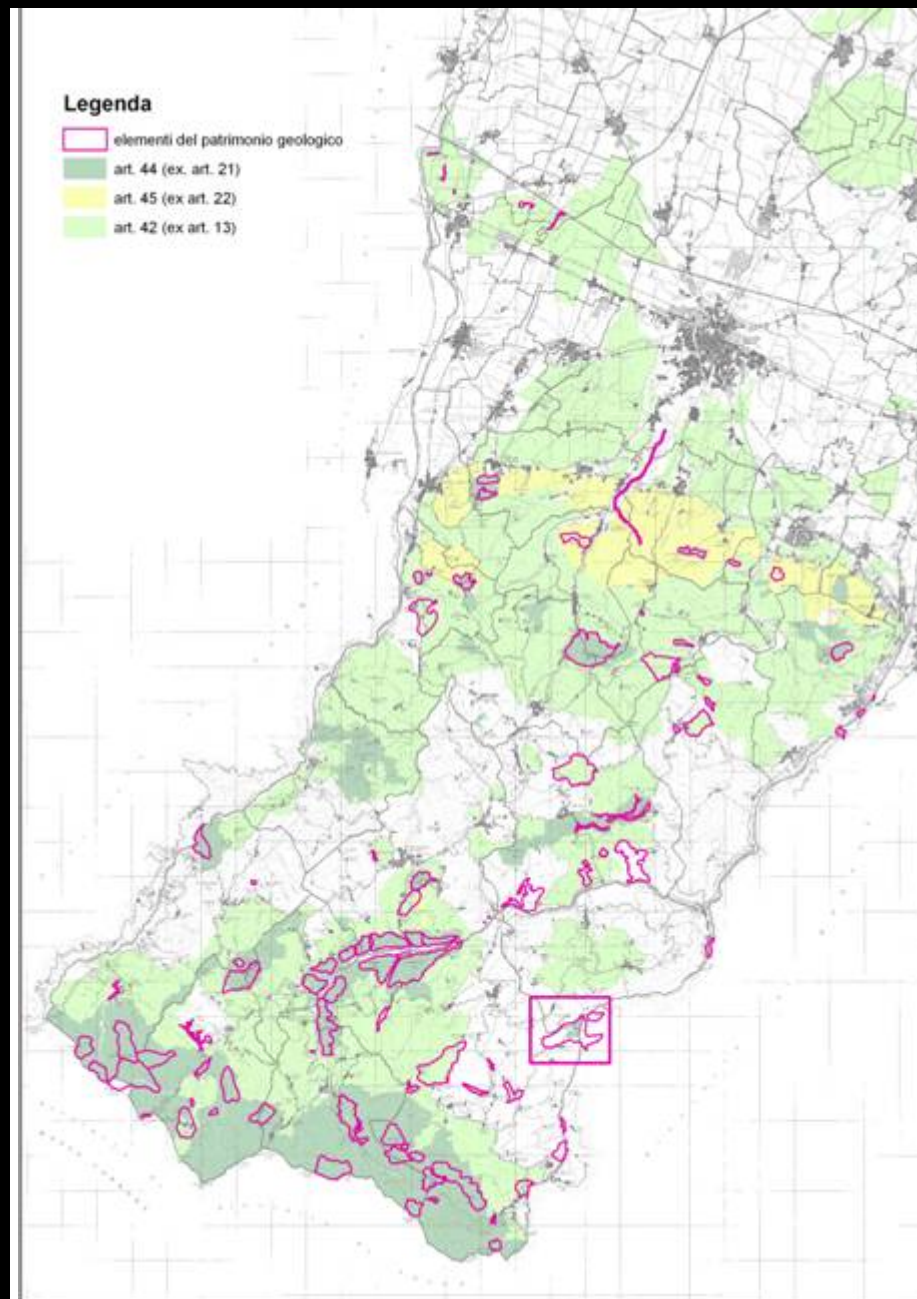 Legenda
elementi del patrimonio geologico
art. 44 (ex. art. 21)
art. 45 (ex art. 22)
art. 42 (ex art. 13)